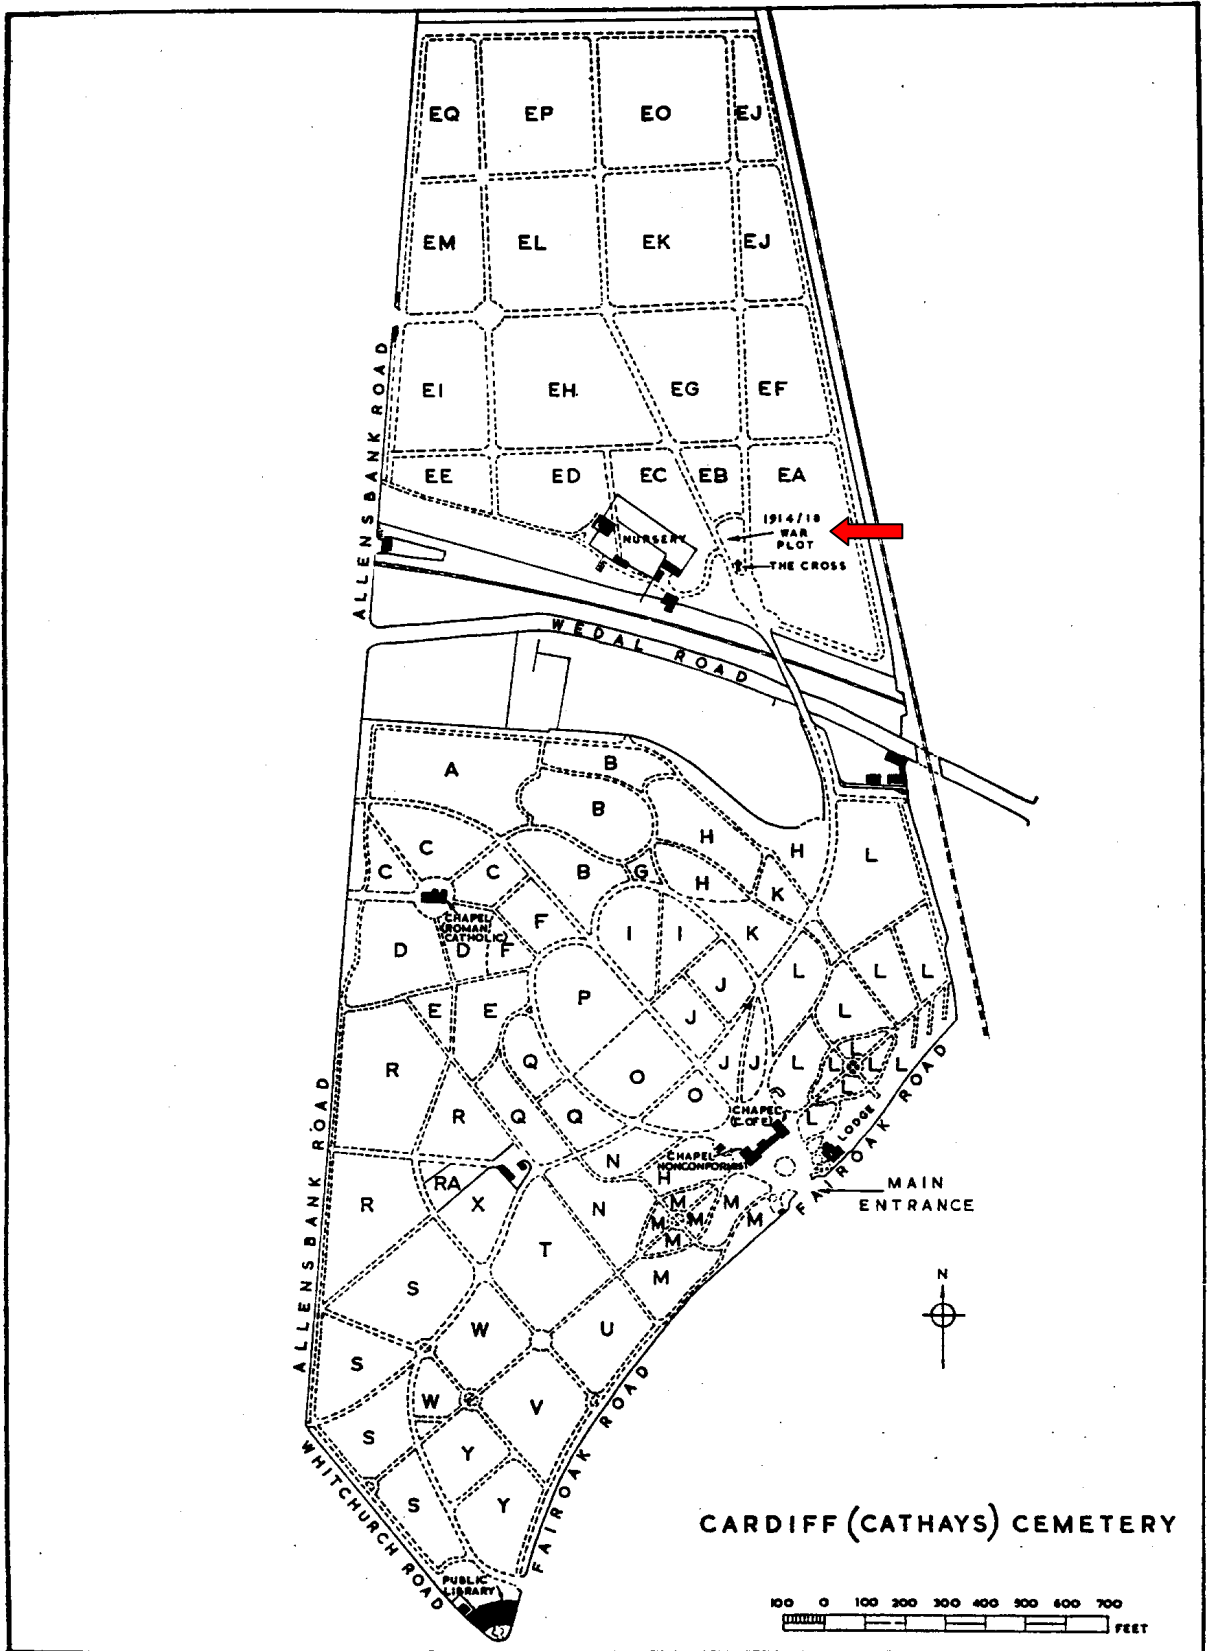 EQ EP EO EJ
EM EL EK EJ
EI EH. EG EF
EE ED EC EB EA
ALLENSBANK ROAD
1914/18
WAR
PLOT
NURSERY
THE CROSS
WEDAL ROAD
A B
B
C H H L
C C B G H K
CHAPEL
(ROMAN
CATHOLIC)
F I I K
D D F L L L
P J
E E J L
R Q O J J L L L L L L
R Q Q O
CHAPEL
(C.OF E)
L
LODGE
FAIROAK ROAD
CHAPEL
NONCONFORMIST
N H
MAIN
ENTRANCE
RA X
R N M M M M M M
T
M
ALLENSBANK ROAD
S
W U
N
S
W V
S Y
S Y
FAIROAK ROAD
WHITCHURCH ROAD
PUBLIC
LIBRARY
CARDIFF (CATHAYS) CEMETERY
100 0 100 200 300 400 500 600 700
FEET